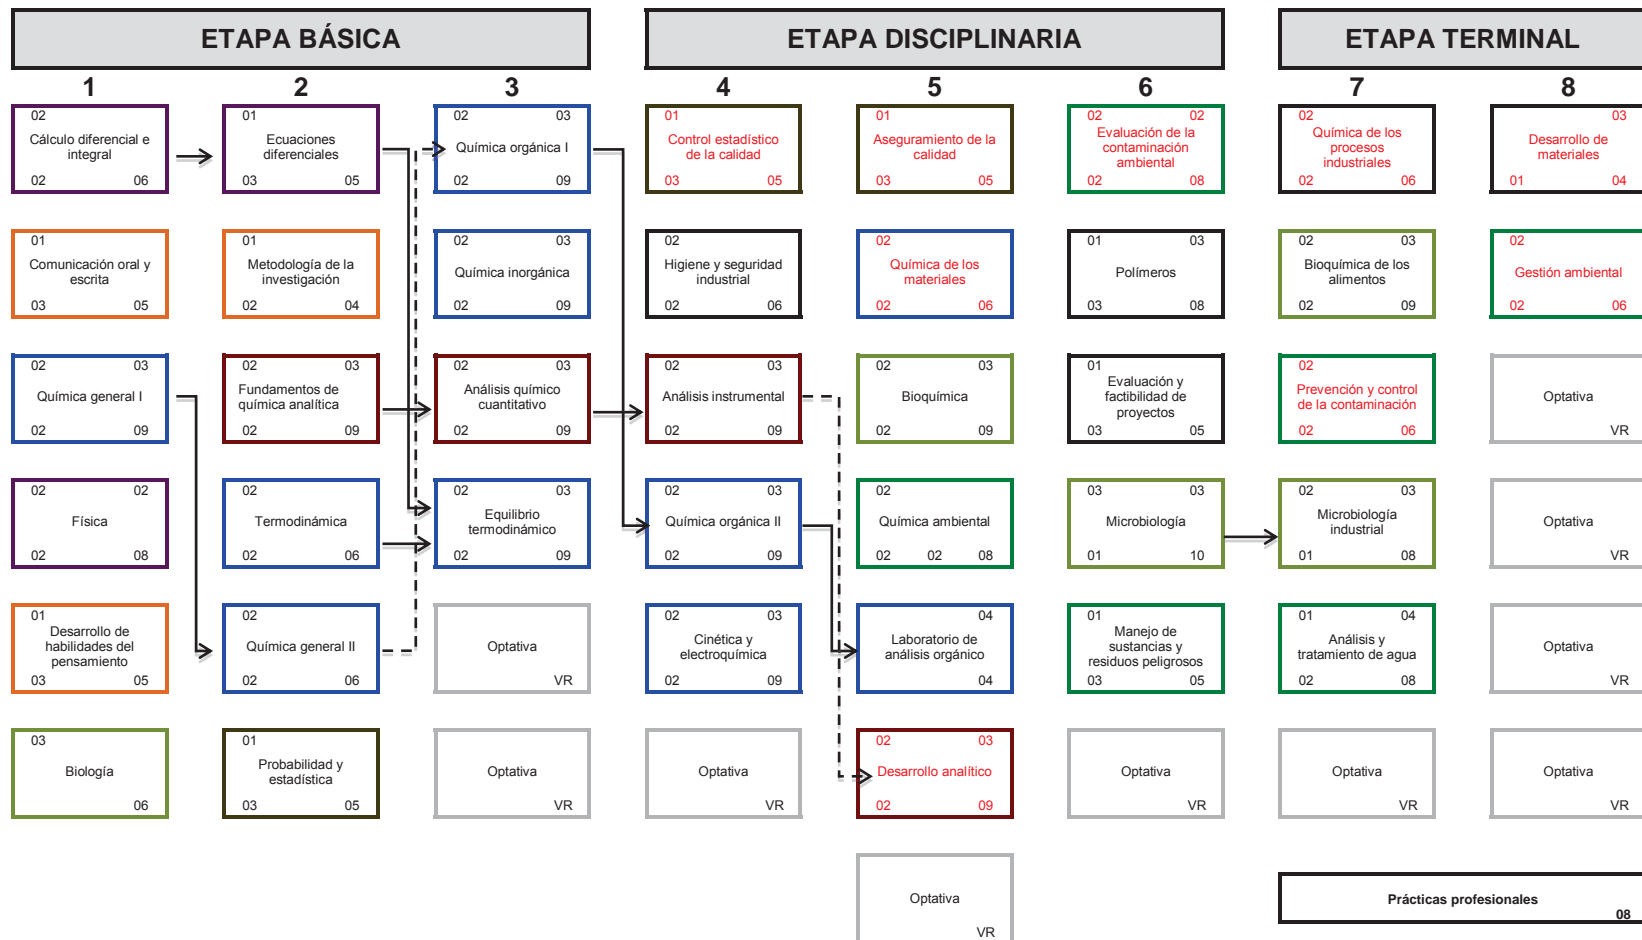 ETAPA BÁSICA
ETAPA DISCIPLINARIA
ETAPA TERMINAL
1
2
3
4
5
6
7
8
02
Cálculo diferencial e
integral
02 06
01
Ecuaciones
diferenciales
03 05
02 03
Química orgánica I
02 09
01
Control estadístico
de la calidad
03 05
01
Aseguramiento de la
calidad
03 05
02 02
Evaluación de la
contaminación
ambiental
02 08
02
Química de los
procesos
industriales
02 06
03
Desarrollo de
materiales
01 04
01
Comunicación oral y
escrita
03 05
01
Metodología de la
investigación
02 04
02 03
Química inorgánica
02 09
02
Higiene y seguridad
industrial
02 06
02
Química de los
materiales
02 06
01 03
Polímeros
03 08
02 03
Bioquímica de los
alimentos
02 09
02
Gestión ambiental
02 06
02 03
Química general I
02 09
02 03
Fundamentos de
química analítica
02 09
02 03
Análisis químico
cuantitativo
02 09
02 03
Análisis instrumental
02 09
02 03
Bioquímica
02 09
01
Evaluación y
factibilidad de
proyectos
03 05
02
Prevención y control
de la contaminación
02 06
Optativa
VR
02 02
Física
02 08
02
Termodinámica
02 06
02 03
Equilibrio
termodinámico
02 09
02 03
Química orgánica II
02 09
02
Química ambiental
02 02 08
03 03
Microbiología
01 10
02 03
Microbiología
industrial
01 08
Optativa
VR
01
Desarrollo de
habilidades del
pensamiento
03 05
02
Química general II
02 06
Optativa
VR
02 03
Cinética y
electroquímica
02 09
04
Laboratorio de
análisis orgánico
04
01
Manejo de
sustancias y
residuos peligrosos
03 05
01 04
Análisis y
tratamiento de agua
02 08
Optativa
VR
03
Biología
06
01
Probabilidad y
estadística
03 05
Optativa
VR
Optativa
VR
02 03
Desarrollo analítico
02 09
Optativa
VR
Optativa
VR
Optativa
VR
Optativa
VR
Prácticas profesionales
08